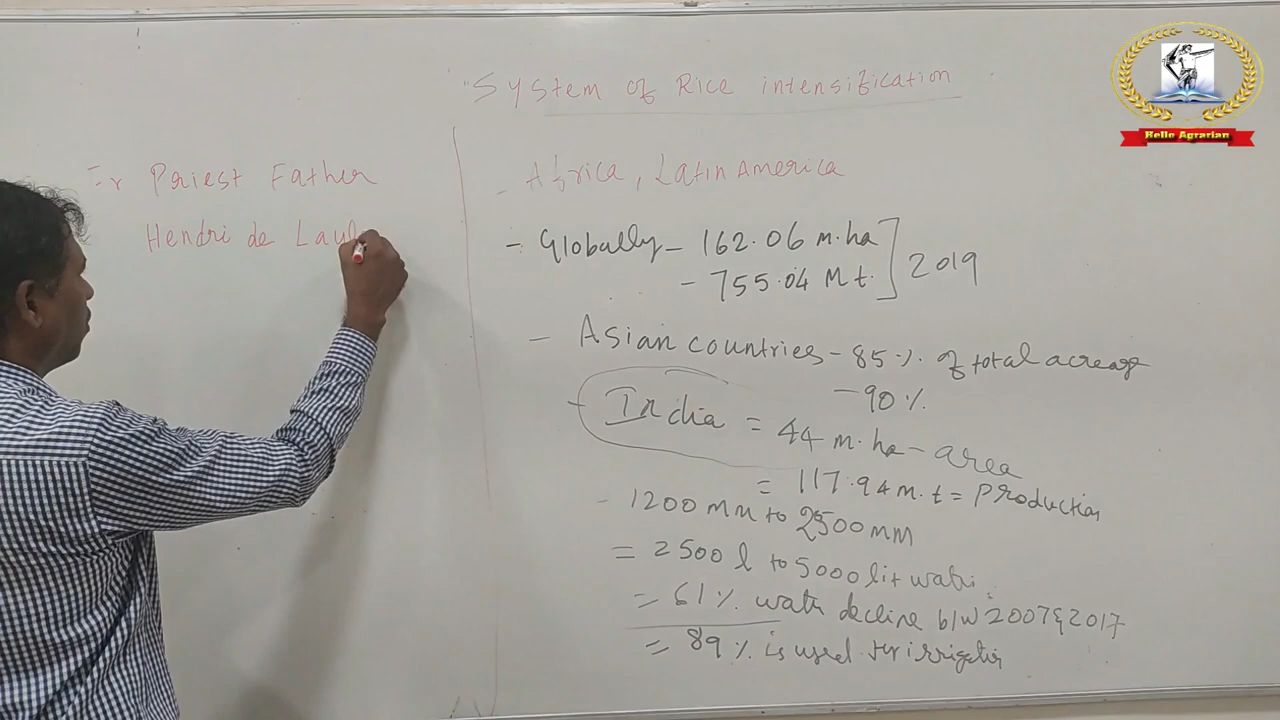 "System of Rice intensification
Hello Agrarian
Priest Father
Hendri de Laul
- Africa, Latin America
- Globally - 162.06 m.ha
- 755.04 Mt.
] 2019
- Asian countries - 85 % of total acreage
- 90 %
India = 44 m.ha - area
= 117.94 m.t = Production
- 1200 mm to 2500 mm
= 2500 l to 5000 lit water
= 61 % water decline b/w 2007 & 2017
= 89 % is used for irrigation